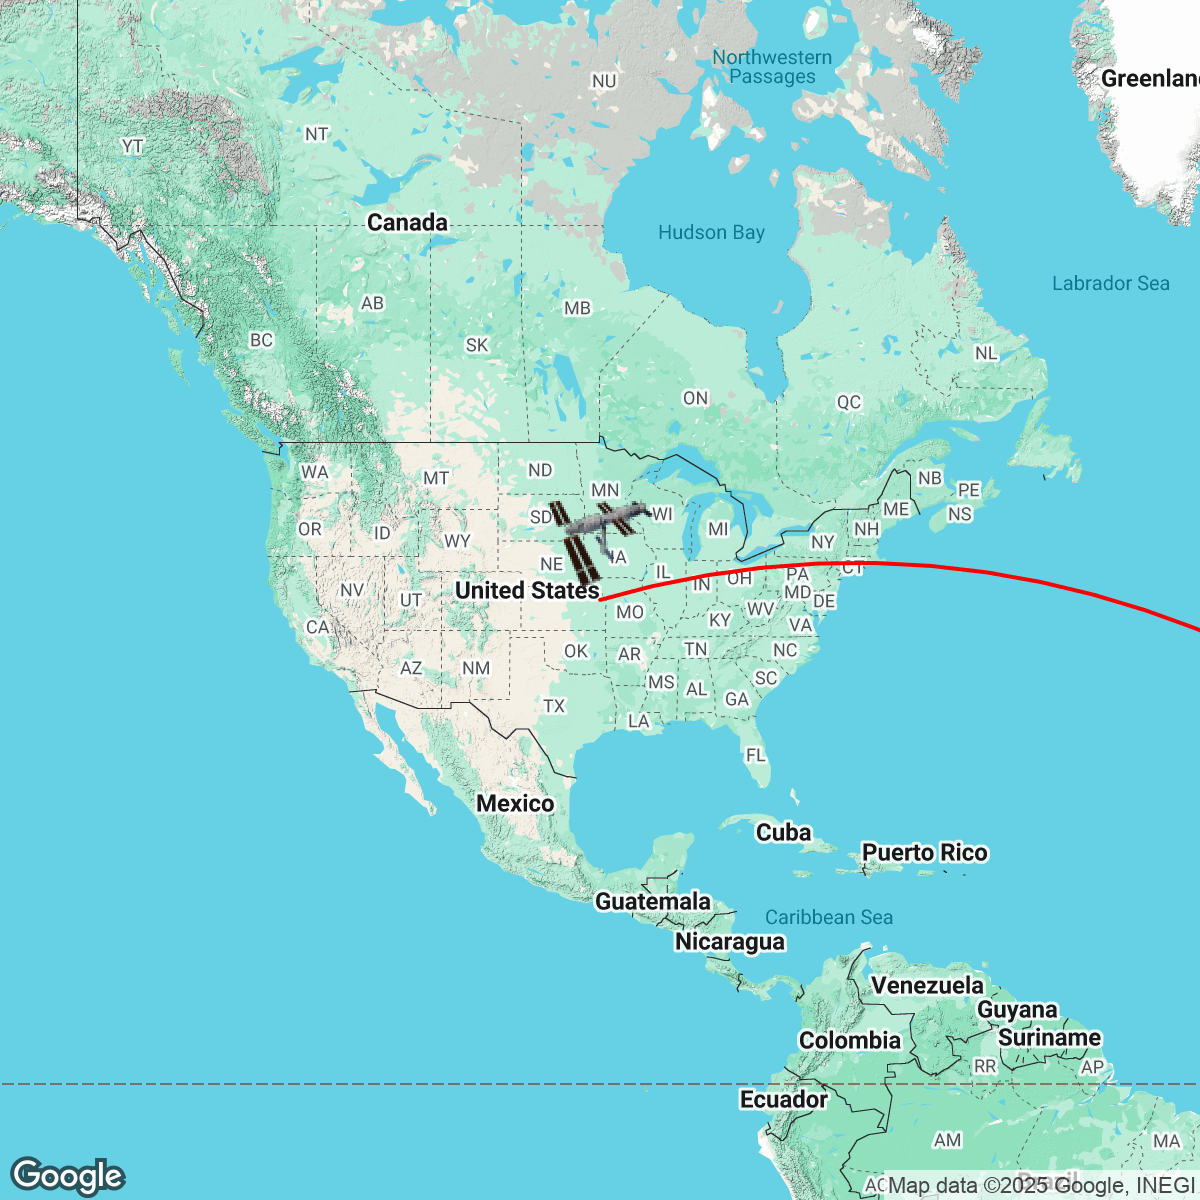 Northwestern
Passages
NU
Greenlan
NT
YT
Canada
Hudson Bay
Labrador Sea
AB
MB
BC
SK
NL
ON
QC
WA
ND
MT
NB
MN
PE
ME
NS
SD
WI
OR
ID
MI
NH
WY
NY
NE
IA
CT
IL
PA
OH
IN
United States
NV
UT
MD
DE
MO
WV
KY
CA
VA
OK
TN
NC
AR
AZ
NM
MS
SC
AL
GA
TX
LA
FL
Mexico
Cuba
Puerto Rico
Guatemala
Caribbean Sea
Nicaragua
Venezuela
Guyana
Suriname
Colombia
RR
AP
Ecuador
AM
MA
Google
AC
Brazil
Map data ©2025 Google, INEGI